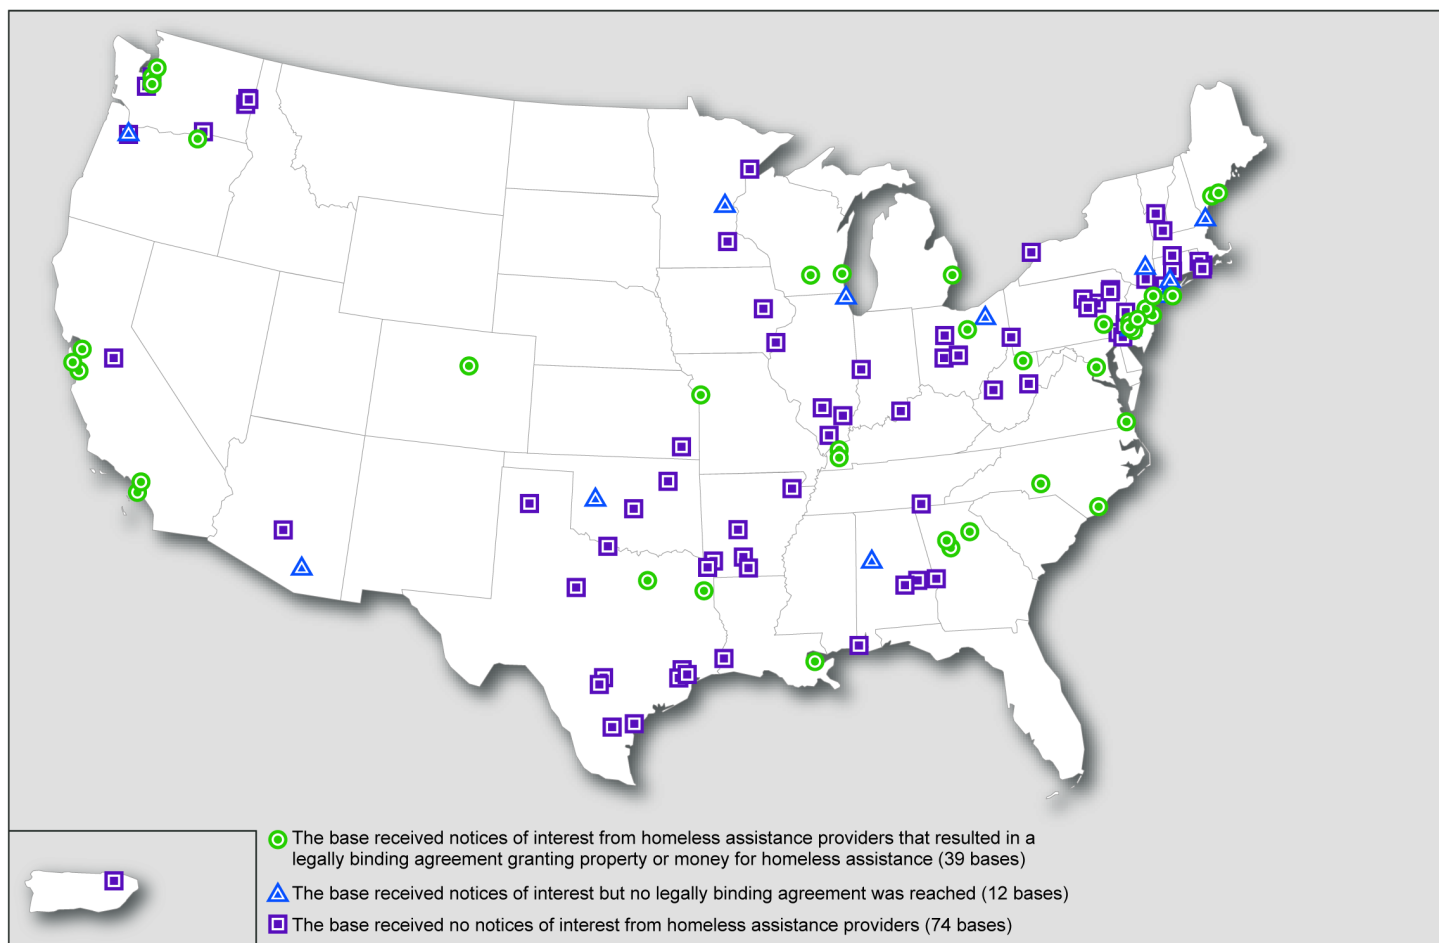 The base received notices of interest from homeless assistance providers that resulted in a
legally binding agreement granting property or money for homeless assistance (39 bases)
The base received notices of interest but no legally binding agreement was reached (12 bases)
The base received no notices of interest from homeless assistance providers (74 bases)